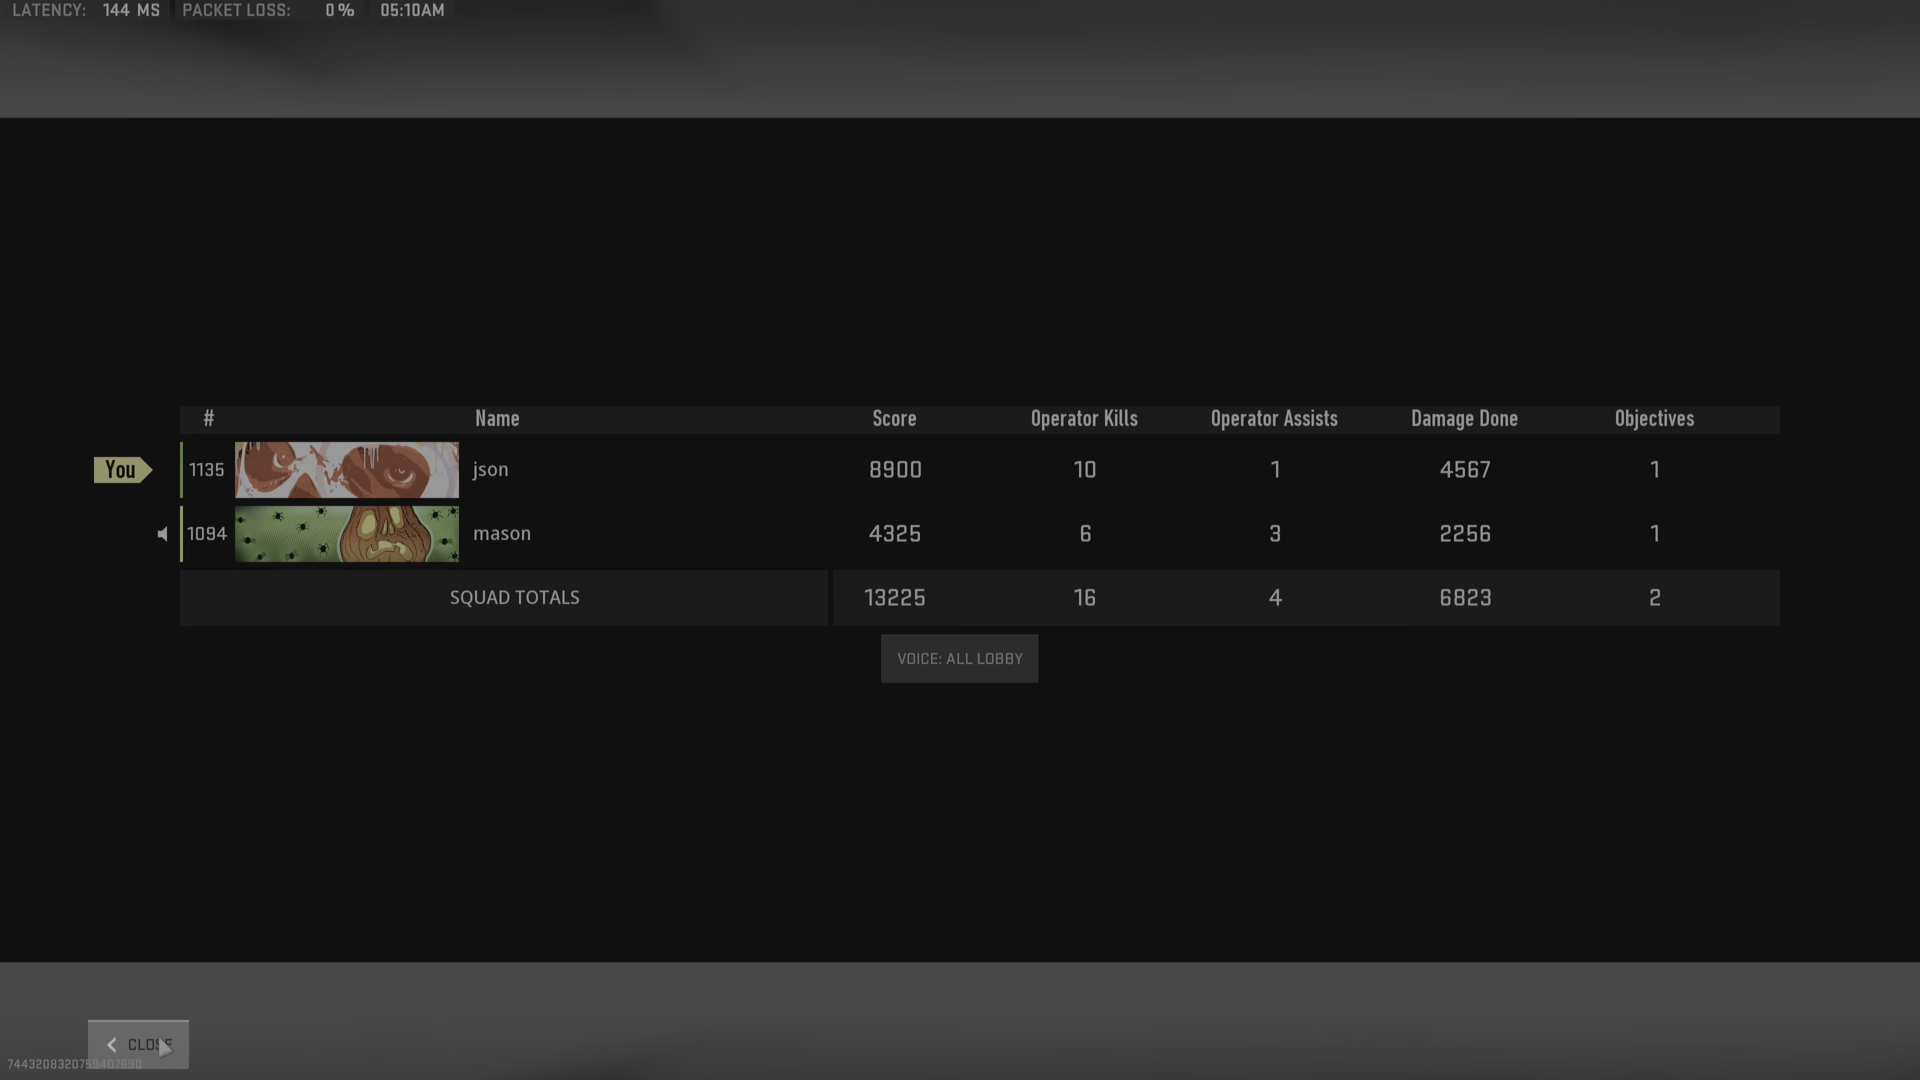 LATENCY: 144 MS PACKET LOSS: 0 % 05:10AM
# Name Score Operator Kills Operator Assists Damage Done Objectives
You 1135 json 8900 10 1 4567 1
1094 mason 4325 6 3 2256 1
SQUAD TOTALS 13225 16 4 6823 2
VOICE: ALL LOBBY
CLOSE